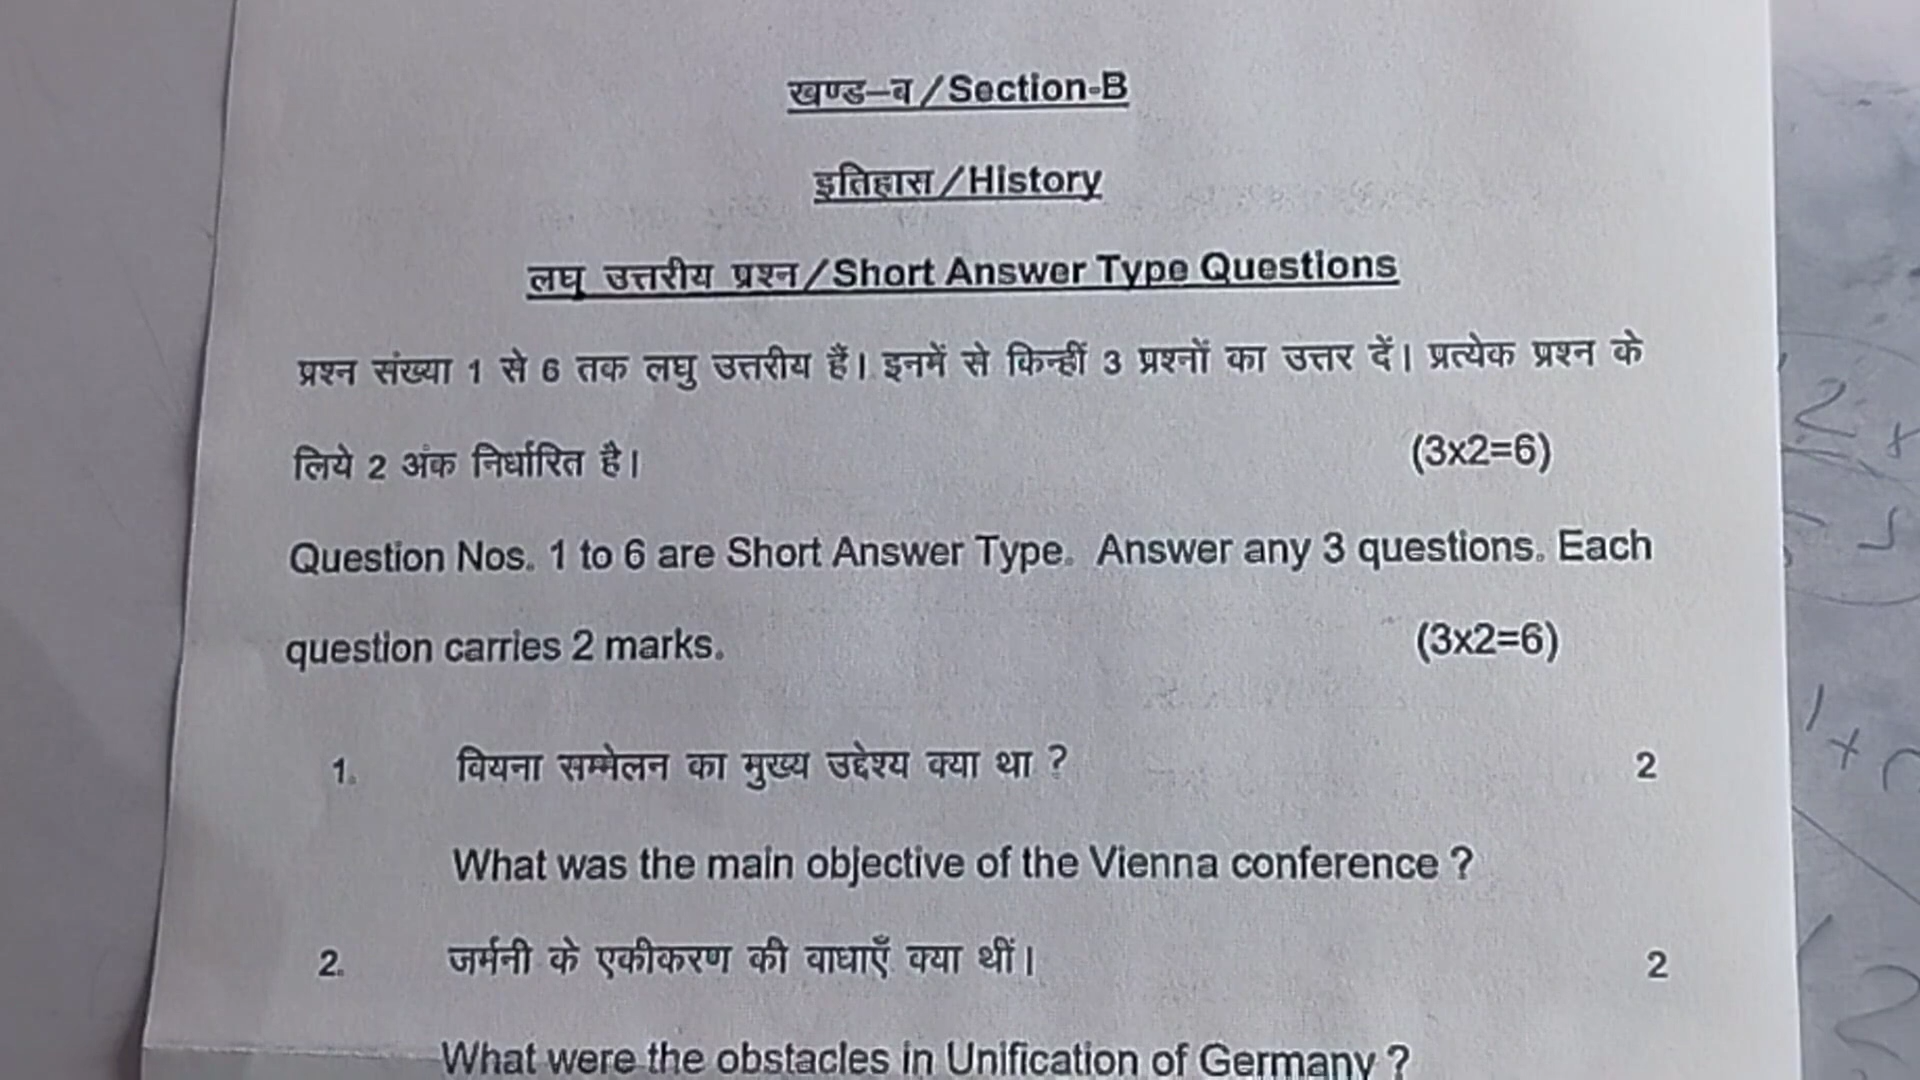 खण्ड–ब/Section-B
इतिहास/History
लघु उत्तरीय प्रश्न/Short Answer Type Questions
प्रश्न संख्या 1 से 6 तक लघु उत्तरीय हैं। इनमें से किन्हीं 3 प्रश्नों का उत्तर दें। प्रत्येक प्रश्न के
लिये 2 अंक निर्धारित है। (3x2=6)
Question Nos. 1 to 6 are Short Answer Type. Answer any 3 questions. Each
question carries 2 marks. (3x2=6)
1. वियना सम्मेलन का मुख्य उद्देश्य क्या था ? 2
What was the main objective of the Vienna conference ?
2. जर्मनी के एकीकरण की वाधाएँ क्या थीं। 2
What were the obstacles in Unification of Germany ?